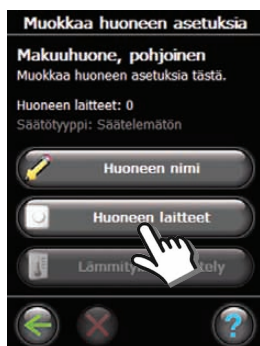 Muokkaa huoneen asetuksia
Makuuhuone, pohjoinen
Muokkaa huoneen asetuksia tästä.
Huoneen laitteet: 0
Säätötyyppi: Säätelemätön
Huoneen nimi
Huoneen laitteet
?